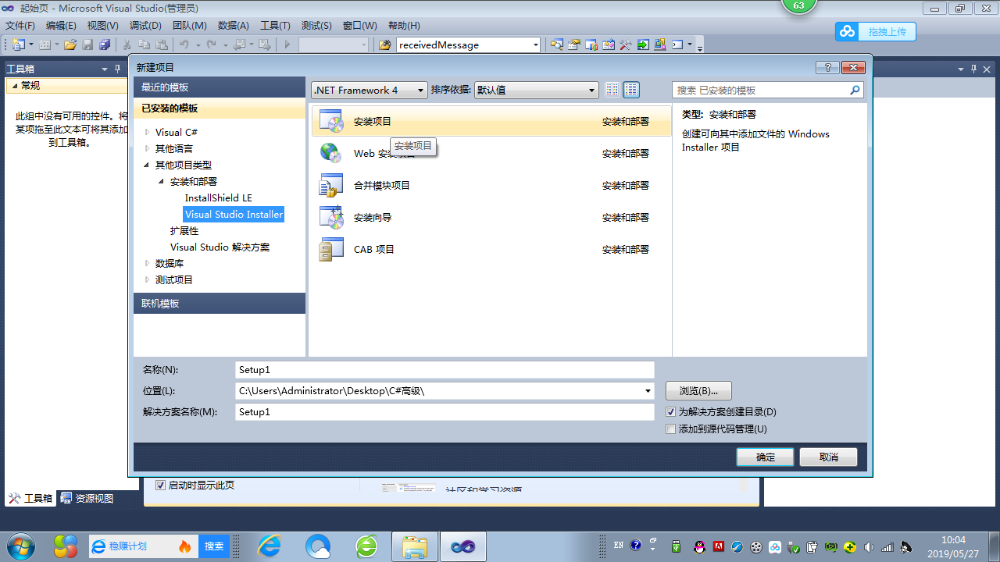 起始页 - Microsoft Visual Studio(管理员)
63
文件(F) 编辑(E) 视图(V) 调试(D) 团队(M) 数据(A) 工具(T) 测试(S) 窗口(W) 帮助(H)
拖拽上传
receivedMessage
工具箱
常规
此组中没有可用的控件。将
某项拖至此文本可将其添加
到工具箱。
新建项目
最近的模板
.NET Framework 4 排序依据: 默认值
搜索 已安装的模板
已安装的模板
Visual C#
其他语言
其他项目类型
安装和部署
InstallShield LE
Visual Studio Installer
扩展性
Visual Studio 解决方案
数据库
测试项目
联机模板
安装项目 安装和部署
安装项目
Web 安装项目 安装和部署
合并模块项目 安装和部署
安装向导 安装和部署
CAB 项目 安装和部署
类型: 安装和部署
创建可向其中添加文件的 Windows
Installer 项目
名称(N): Setup1
位置(L): C:\Users\Administrator\Desktop\C#高级\
浏览(B)...
解决方案名称(M): Setup1
为解决方案创建目录(D)
添加到源代码管理(U)
确定 取消
启动时显示此页
社区和学习资源
工具箱 资源视图
稳赚计划 搜索
EN
10:04
2019/05/27